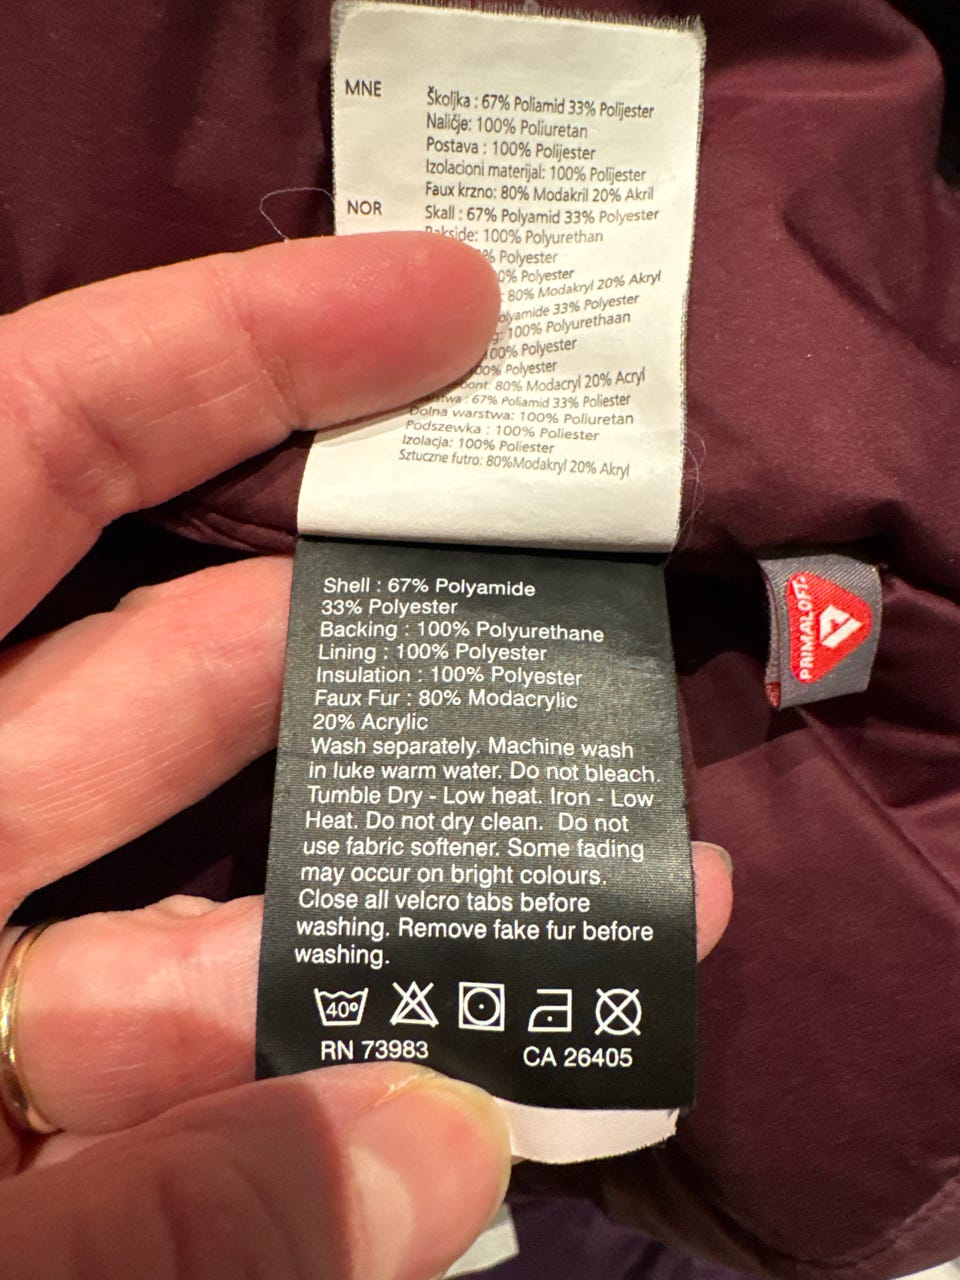 MNE
Školjka : 67% Poliamid 33% Polijester
Naličje: 100% Poliuretan
Postava : 100% Polijester
Izolacioni materijal: 100% Polijester
Faux krzno: 80% Modakril 20% Akril
NOR
Skall : 67% Polyamid 33% Polyester
Bakside: 100% Polyurethan
% Polyester
0% Polyester
: 80% Modakryl 20% Akryl
33% Polyester
100% Polyurethaan
100% Polyester
100% Polyester
80% Modacryl 20% Acryl
: 67% Poliamid 33% Poliester
Dolna warstwa: 100% Poliuretan
Podszewka : 100% Poliester
Izolacja: 100% Poliester
Sztuczne futro: 80%Modakryl 20% Akryl
Shell : 67% Polyamide
33% Polyester
Backing : 100% Polyurethane
Lining : 100% Polyester
Insulation : 100% Polyester
Faux Fur : 80% Modacrylic
20% Acrylic
Wash separately. Machine wash
in luke warm water. Do not bleach.
Tumble Dry - Low heat. Iron - Low
Heat. Do not dry clean. Do not
use fabric softener. Some fading
may occur on bright colours.
Close all velcro tabs before
washing. Remove fake fur before
washing.
40°
RN 73983 CA 26405
PRIMALOFT